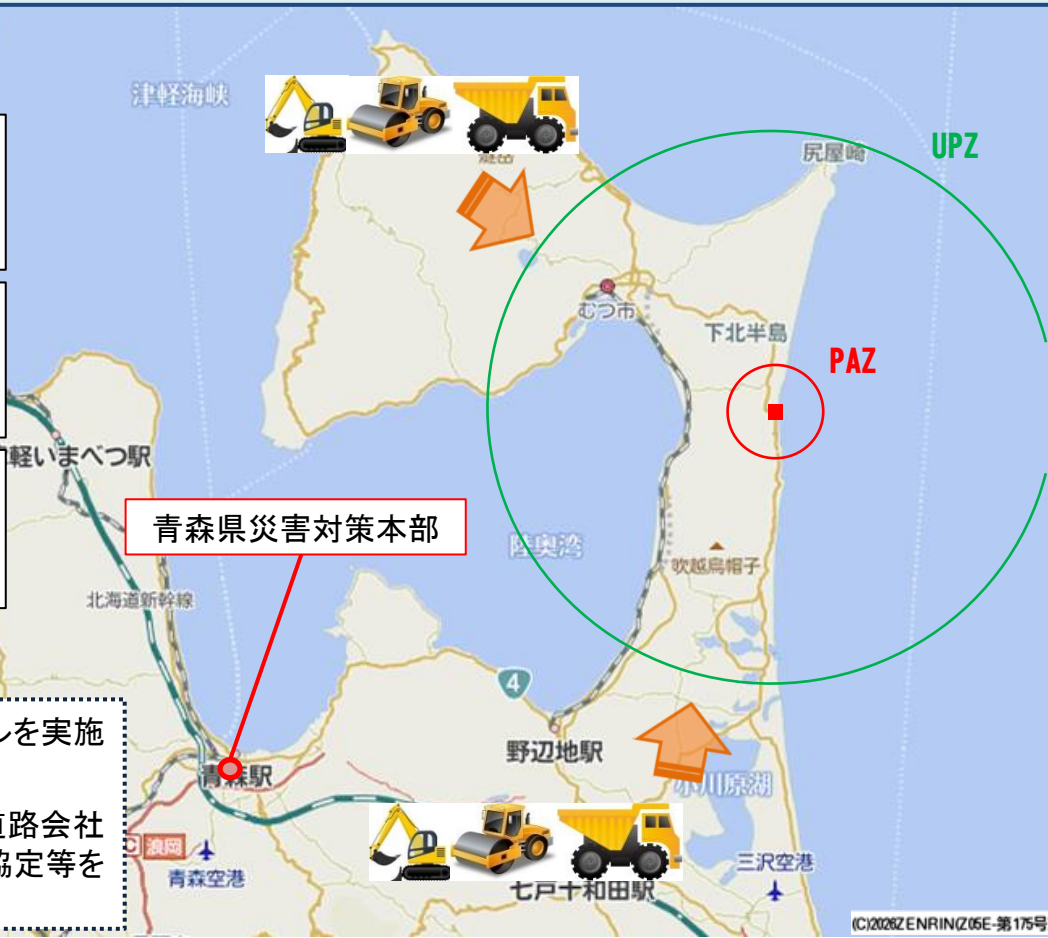 津軽海峡
尻屋崎
UPZ
むつ市
下北半島
PAZ
軽いまべつ駅
青森県災害対策本部
陸奥湾
吹越烏帽子
北海道新幹線
4
ルを実施
野辺地駅
青森駅
小川原湖
道路会社
協定等を
浪岡
青森空港
三沢空港
七戸十和田駅
(C)2026ZENRIN(Z05E-第175号